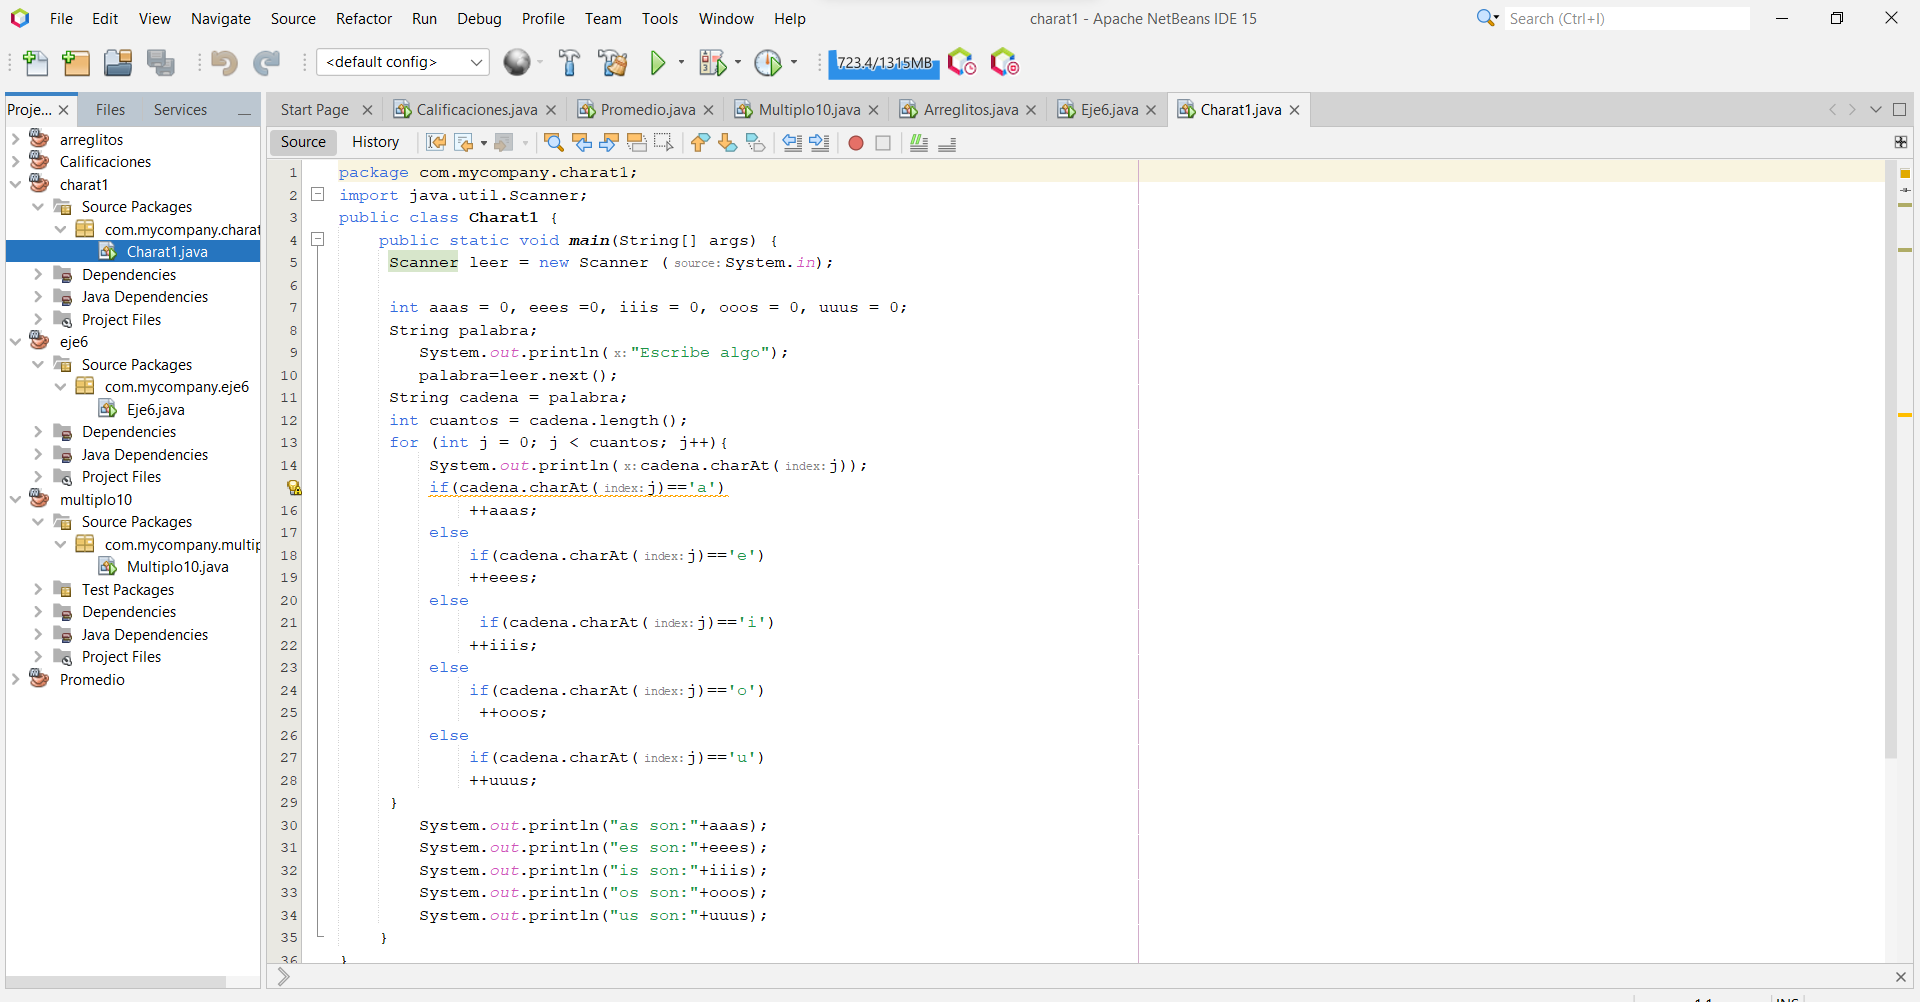 File Edit View Navigate Source Refactor Run Debug Profile Team Tools Window Help
charat1 - Apache NetBeans IDE 15
Search (Ctrl+I)
<default config>
723.4/1315MB
Proje... Files Services
Start Page Calificaciones.java Promedio.java Multiplo10.java Arreglitos.java Eje6.java Charat1.java
Source History
arreglitos
Calificaciones
charat1
Source Packages
com.mycompany.charat
Charat1.java
Dependencies
Java Dependencies
Project Files
eje6
Source Packages
com.mycompany.eje6
Eje6.java
Dependencies
Java Dependencies
Project Files
multiplo10
Source Packages
com.mycompany.multip
Multiplo10.java
Test Packages
Dependencies
Java Dependencies
Project Files
Promedio
1 package com.mycompany.charat1;
2 import java.util.Scanner;
3 public class Charat1 {
4 public static void main(String[] args) {
5 Scanner leer = new Scanner (source:System.in);
6
7 int aaas = 0, eees =0, iiis = 0, ooos = 0, uuus = 0;
8 String palabra;
9 System.out.println(x:"Escribe algo");
10 palabra=leer.next();
11 String cadena = palabra;
12 int cuantos = cadena.length();
13 for (int j = 0; j < cuantos; j++){
14 System.out.println(x:cadena.charAt(index:j));
if(cadena.charAt(index:j)=='a')
16 ++aaas;
17 else
18 if(cadena.charAt(index:j)=='e')
19 ++eees;
20 else
21 if(cadena.charAt(index:j)=='i')
22 ++iiis;
23 else
24 if(cadena.charAt(index:j)=='o')
25 ++ooos;
26 else
27 if(cadena.charAt(index:j)=='u')
28 ++uuus;
29 }
30 System.out.println("as son:"+aaas);
31 System.out.println("es son:"+eees);
32 System.out.println("is son:"+iiis);
33 System.out.println("os son:"+ooos);
34 System.out.println("us son:"+uuus);
35 }
36 }